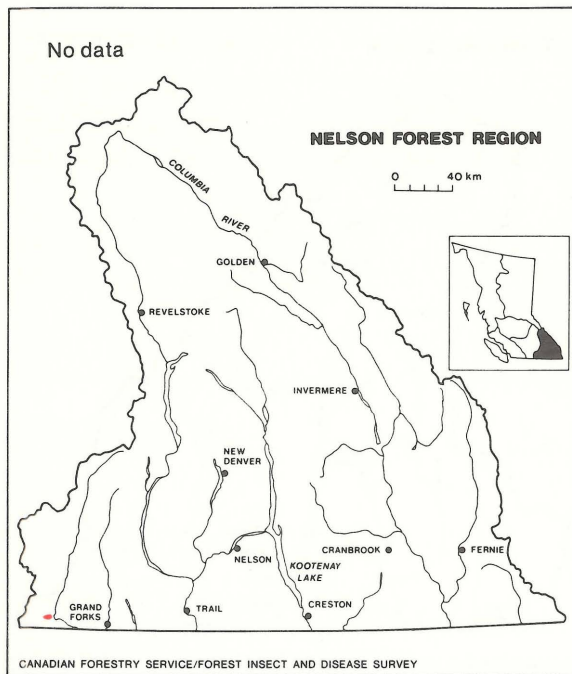 No data
NELSON FOREST REGION
0 40 km
COLUMBIA
RIVER
GOLDEN
REVELSTOKE
INVERMERE
NEW
DENVER
NELSON
KOOTENAY
LAKE
CRANBROOK
FERNIE
GRAND
FORKS
TRAIL
CRESTON
CANADIAN FORESTRY SERVICE/FOREST INSECT AND DISEASE SURVEY